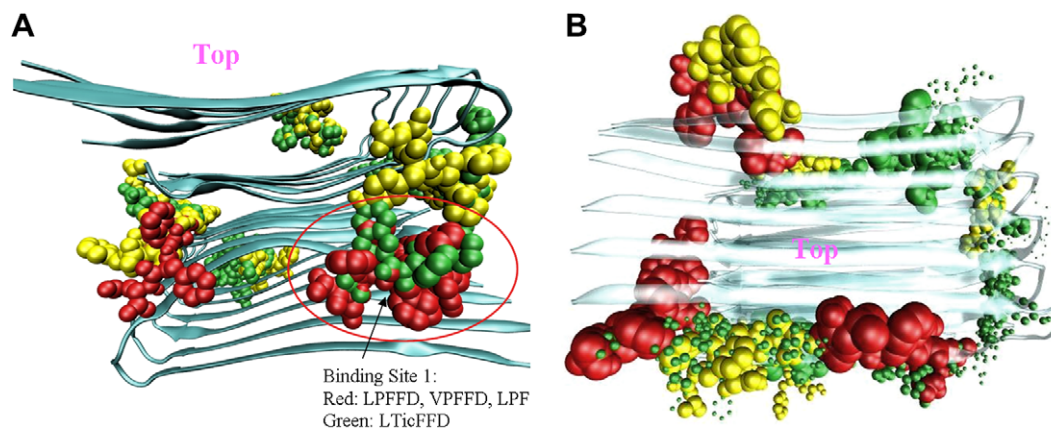 A
B
Top
Top
Binding Site 1:
Red: LPFFD, VPFFD, LPF
Green: LTicFFD